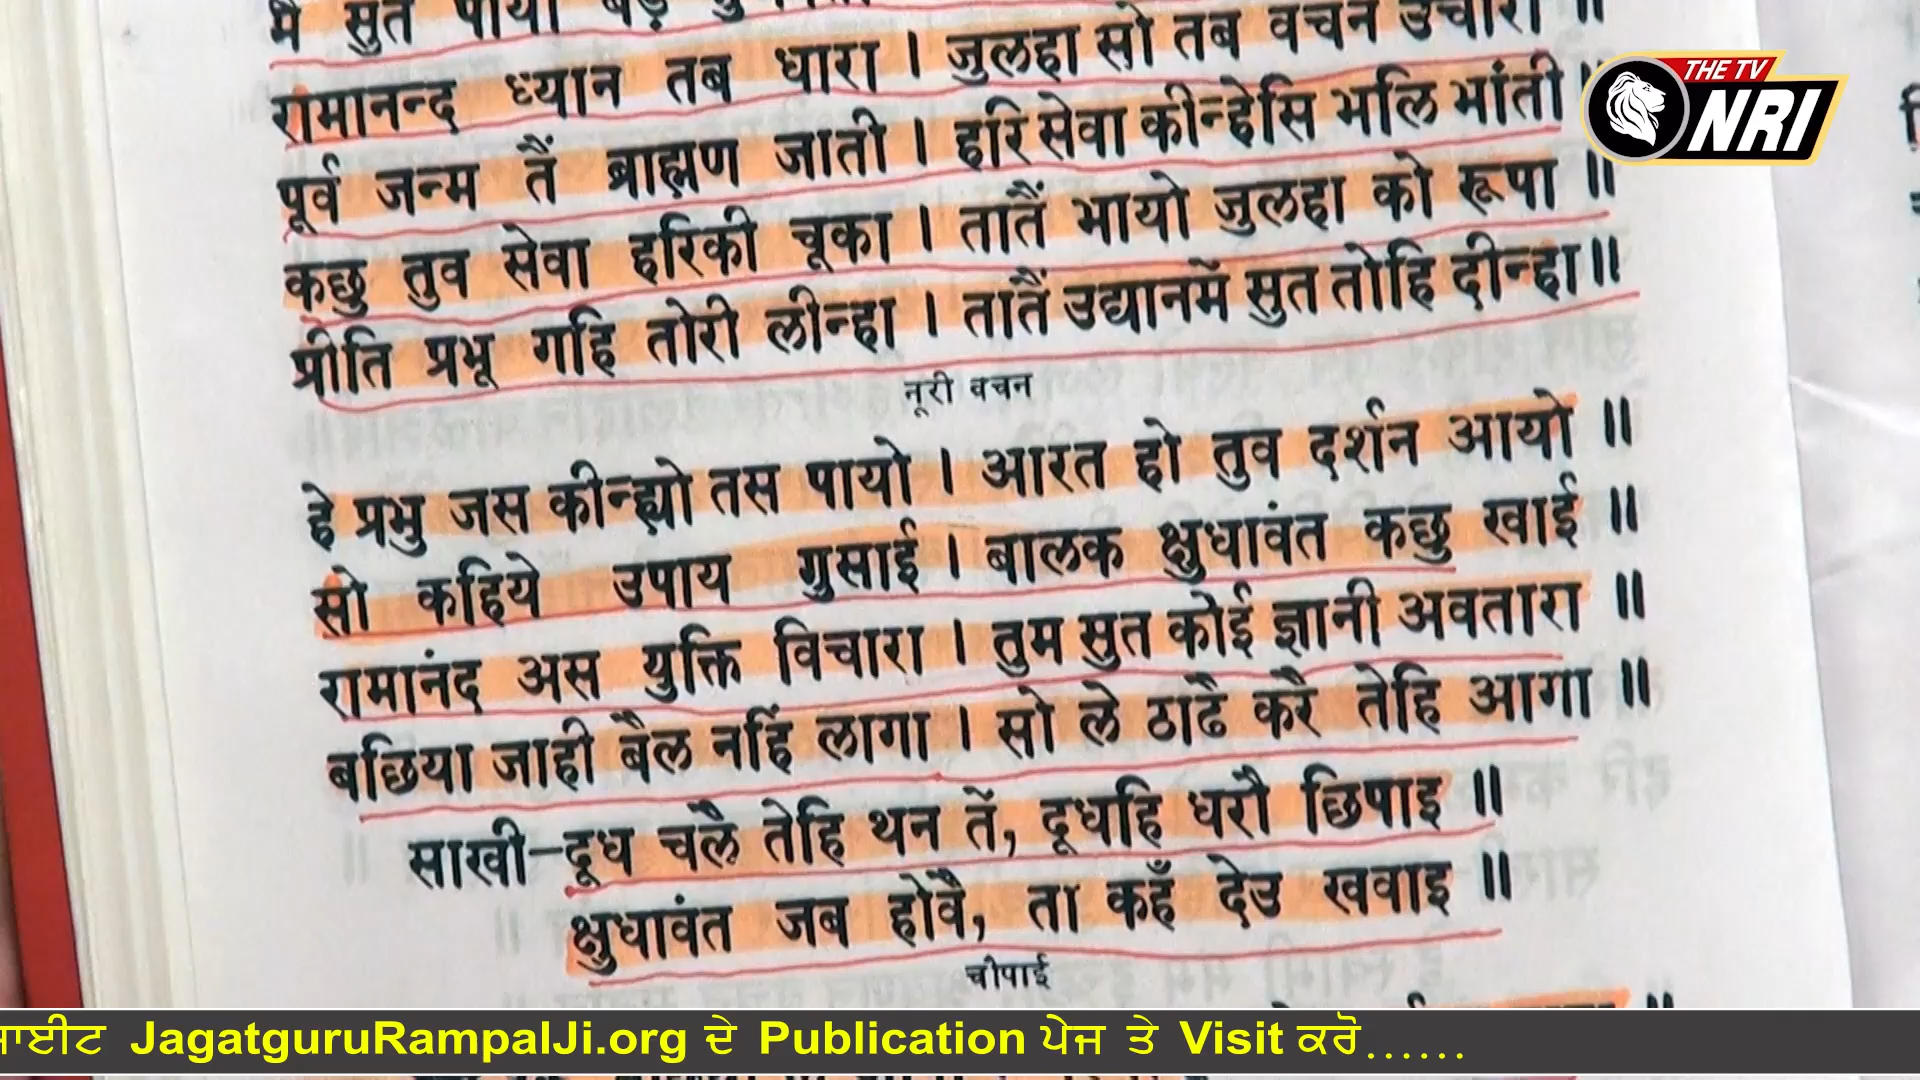 मैं सुत पायो
रामानन्द ध्यान तब धारा । जुलहा सो तब वचन उचारा ॥
पूर्व जन्म तैं ब्राह्मण जाती । हरि सेवा कीन्हेसि भलि भांती ॥
कछु तुव सेवा हरिकी चूका । तातैं भायो जुलहा को रूपा ॥
प्रीति प्रभू गहि तोरी लीन्हा । तातैं उद्यानमें सुत तोहि दीन्हा॥
नूरी वचन
हे प्रभु जस कीन्ह्यो तस पायो । आरत हो तुव दर्शन आयो ॥
सो कहिये उपाय गुसाई । बालक क्षुधावंत कछु खाई ॥
रामानंद अस युक्ति विचारा । तुम सुत कोई ज्ञानी अवतारा ॥
बछिया जाही बैल नहिं लागा । सो ले ठाढै करै तेहि आगा ॥
साखी—दूध चलै तेहि थन तें, दूधहि धरौ छिपाइ ॥
क्षुधावंत जब होवै, ता कहँ देउ खवाइ ॥
चौपाई
THE TV
NRI
ਸਾਈਟ JagatguruRampalJi.org ਦੇ Publication ਪੇਜ ਤੇ Visit ਕਰੋ......